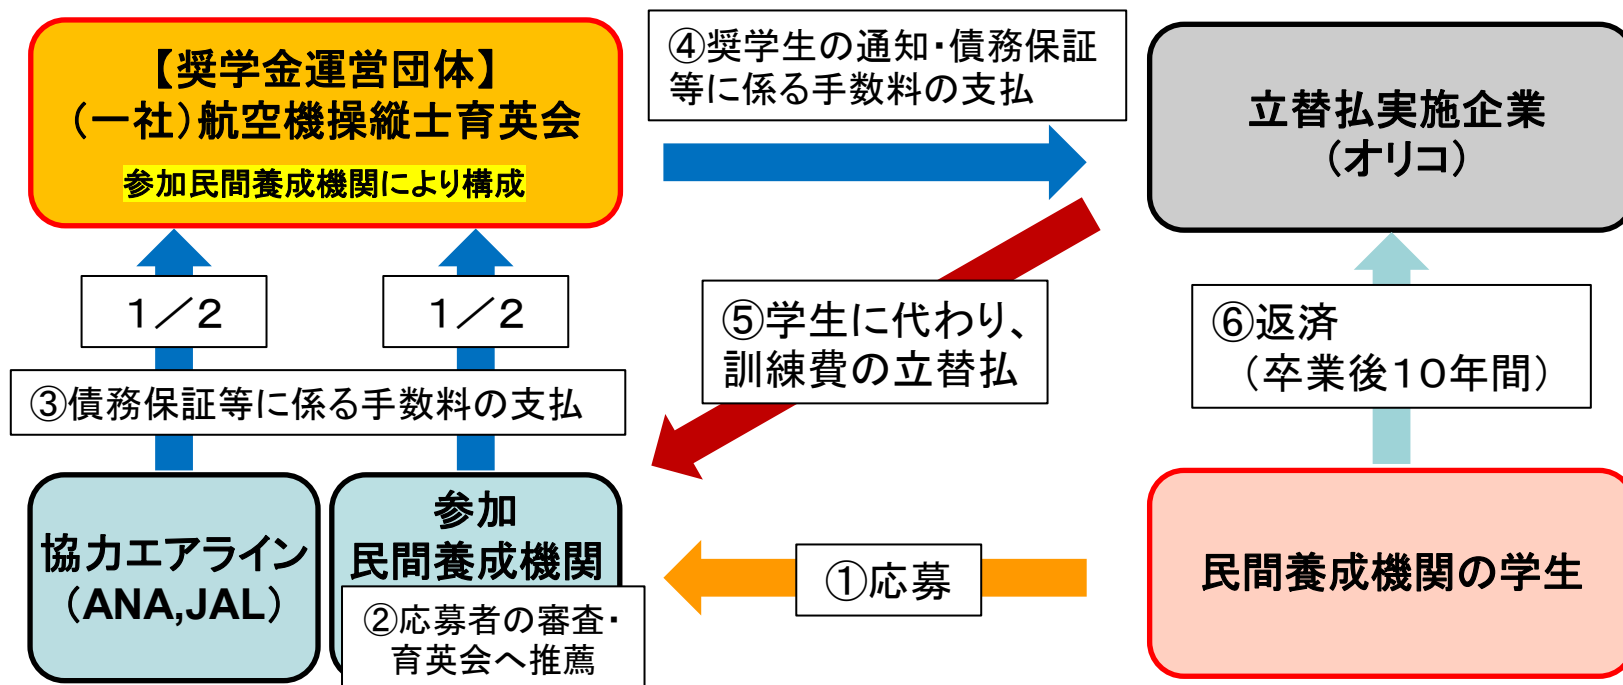 【奨学金運営団体】
(一社)航空機操縦士育英会
参加民間養成機関により構成
④奨学生の通知・債務保証
等に係る手数料の支払
立替払実施企業
(オリコ)
1／2
1／2
③債務保証等に係る手数料の支払
⑤学生に代わり、
訓練費の立替払
⑥返済
(卒業後10年間)
協力エアライン
(ANA,JAL)
参加
民間養成機関
②応募者の審査・
育英会へ推薦
①応募
民間養成機関の学生